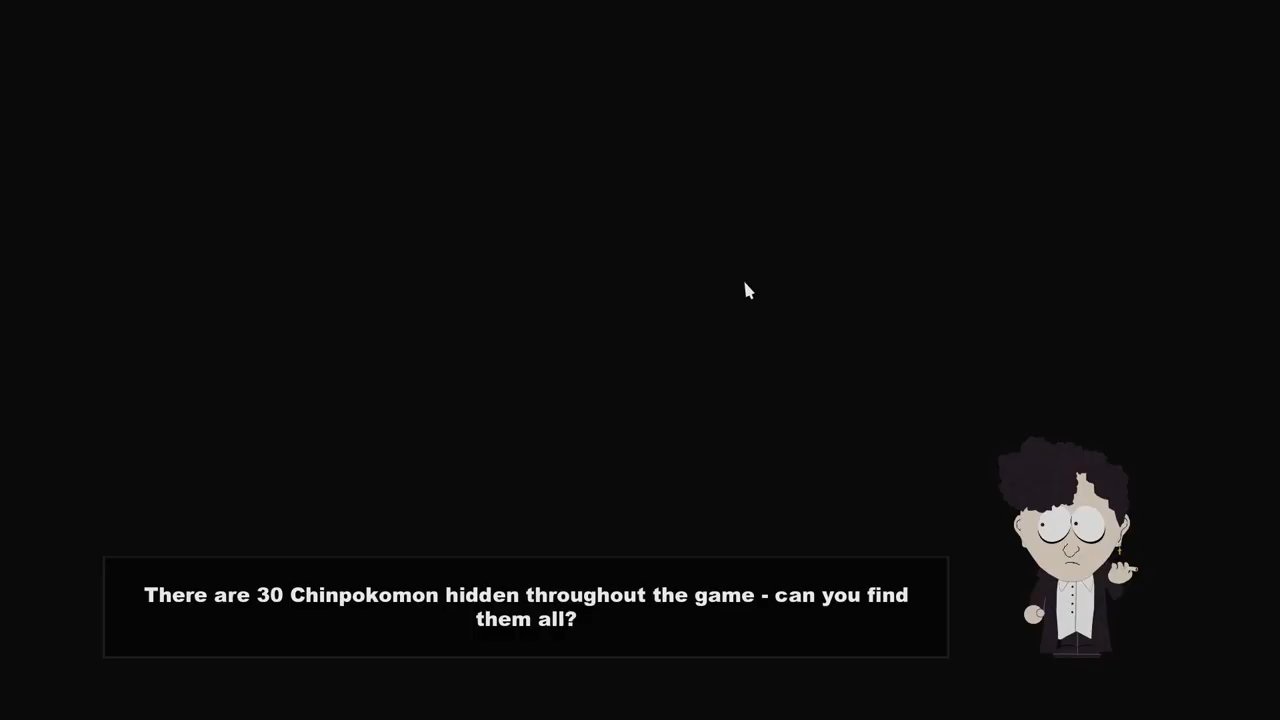 There are 30 Chinpokomon hidden throughout the game - can you find
them all?